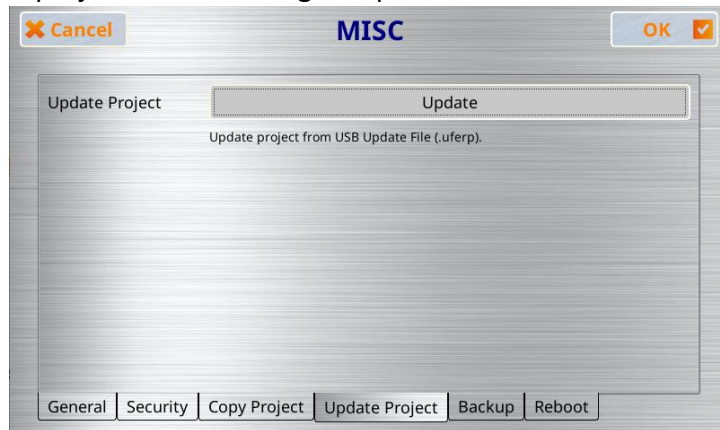 Cancel
MISC
OK
Update Project
Update
Update project from USB Update File (.uferp).
General Security Copy Project Update Project Backup Reboot